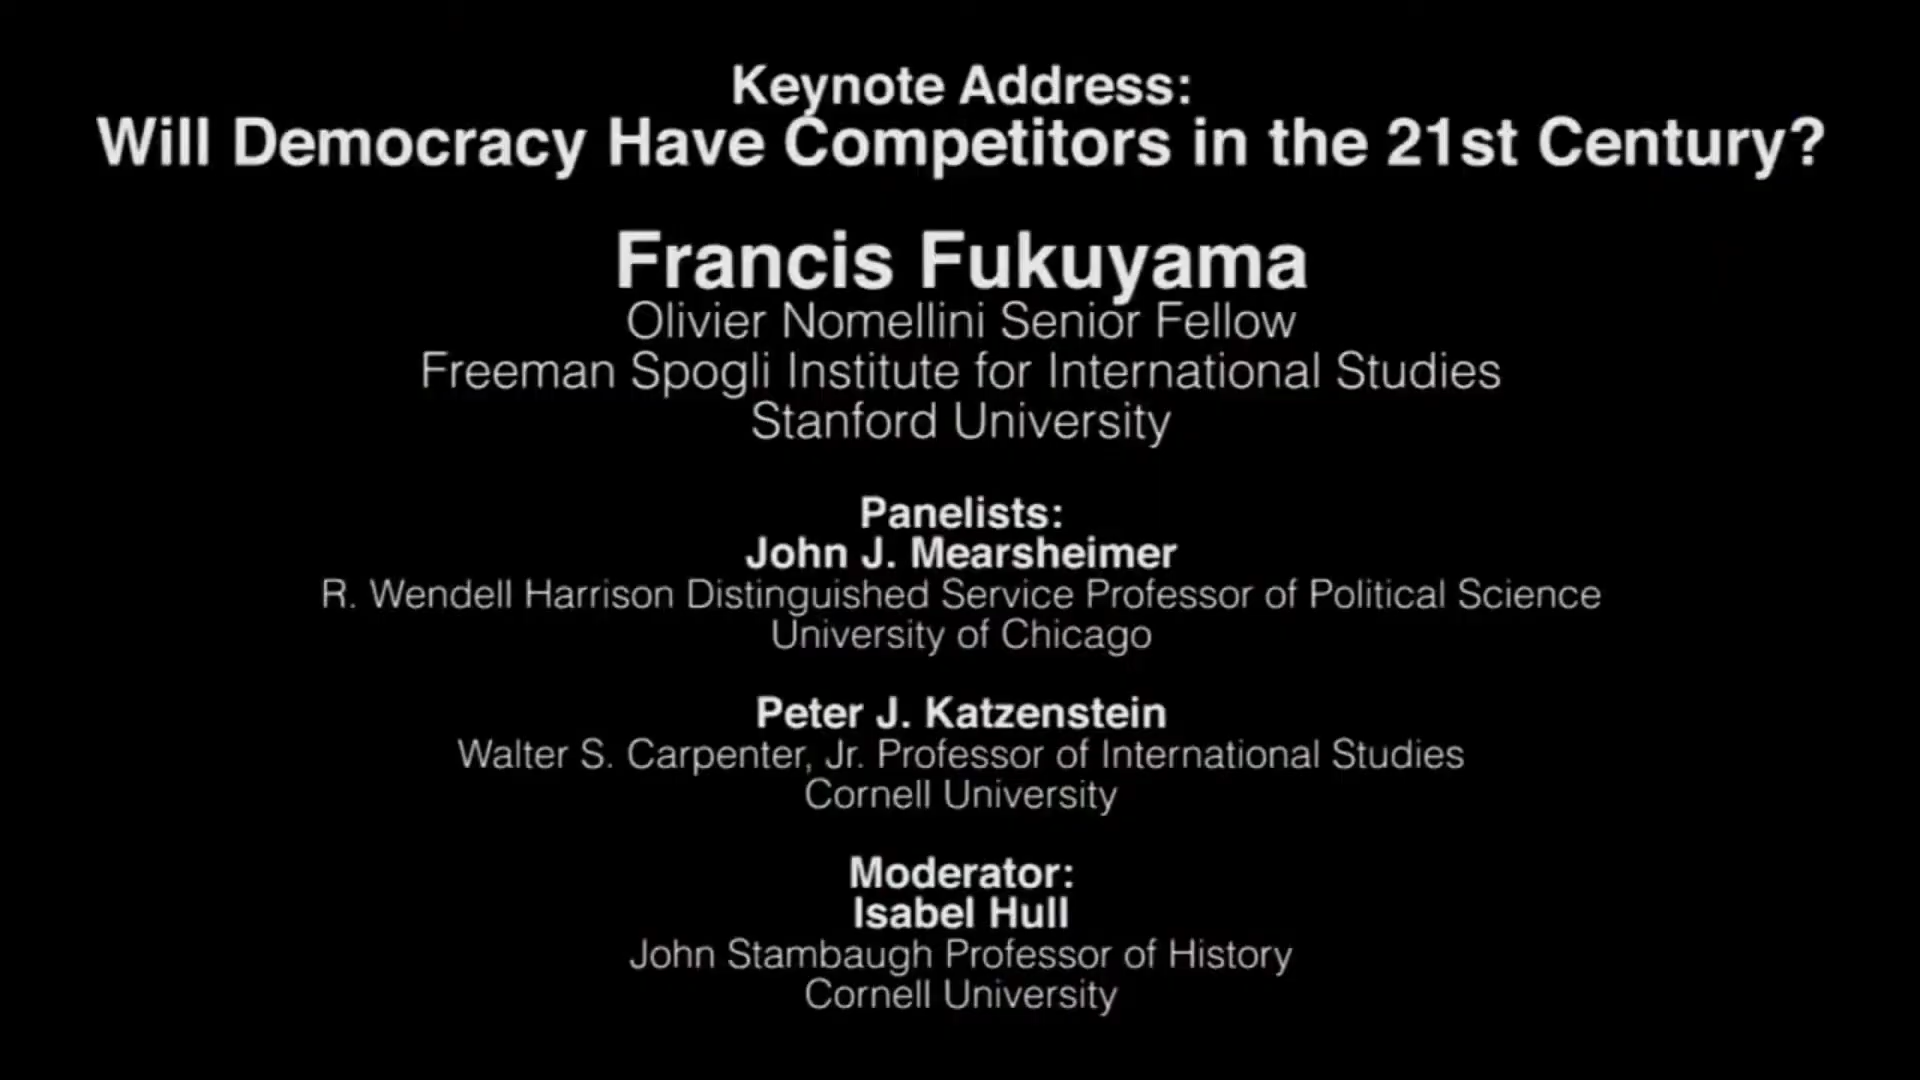 Keynote Address:
Will Democracy Have Competitors in the 21st Century?
Francis Fukuyama
Olivier Nomellini Senior Fellow
Freeman Spogli Institute for International Studies
Stanford University
Panelists:
John J. Mearsheimer
R. Wendell Harrison Distinguished Service Professor of Political Science
University of Chicago
Peter J. Katzenstein
Walter S. Carpenter, Jr. Professor of International Studies
Cornell University
Moderator:
Isabel Hull
John Stambaugh Professor of History
Cornell University